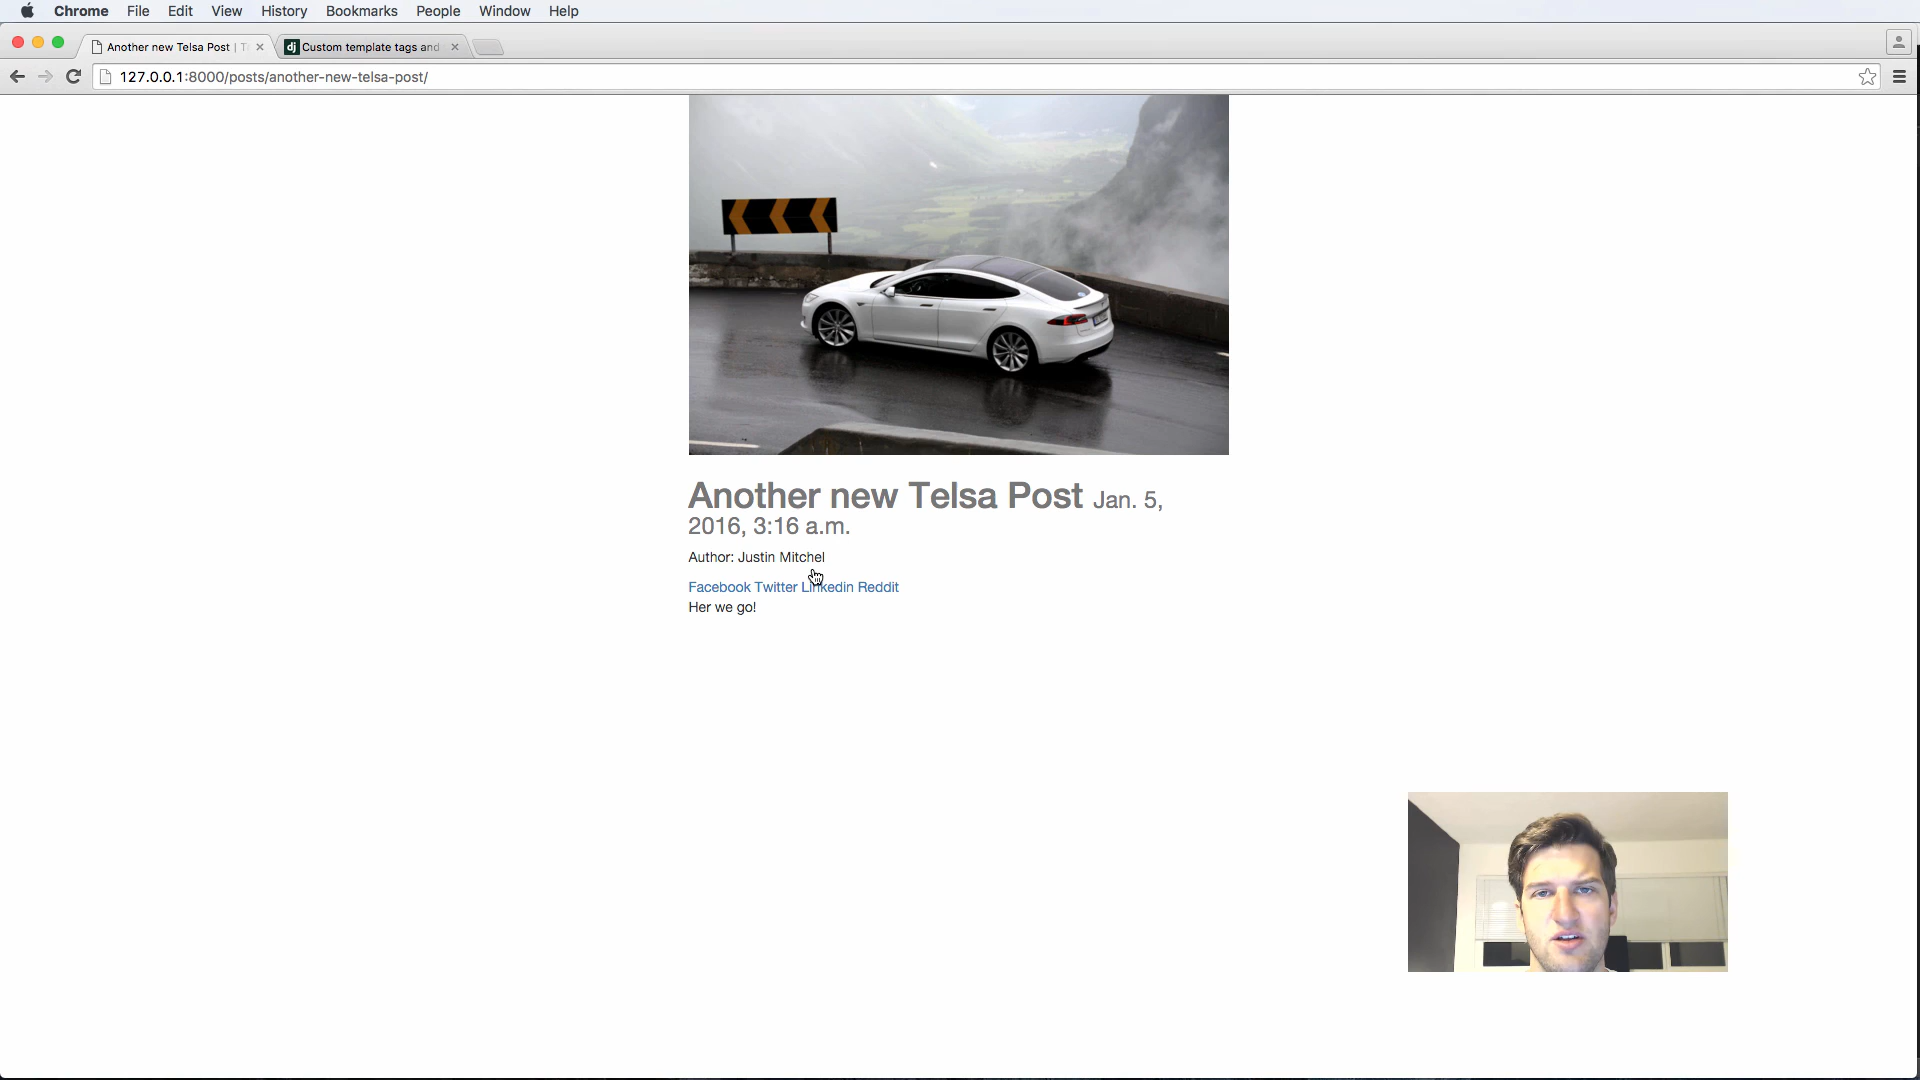 Chrome File Edit View History Bookmarks People Window Help
Another new Telsa Post | T
dj Custom template tags and
127.0.0.1:8000/posts/another-new-telsa-post/
Another new Telsa Post Jan. 5,
2016, 3:16 a.m.
Author: Justin Mitchel
Facebook Twitter Linkedin Reddit
Her we go!